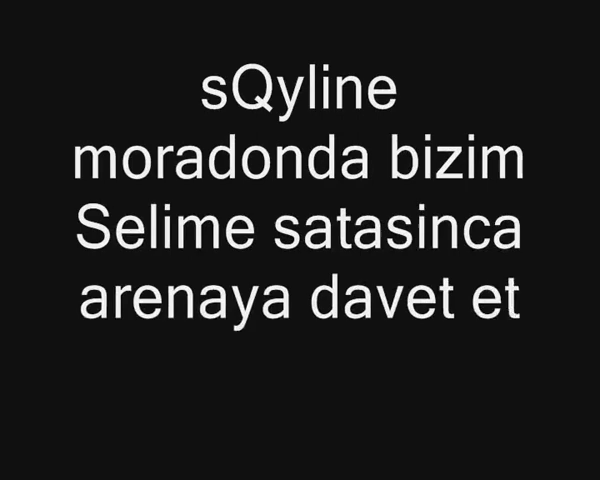 sQyline
moradonda bizim
Selime satasinca
arenaya davet et